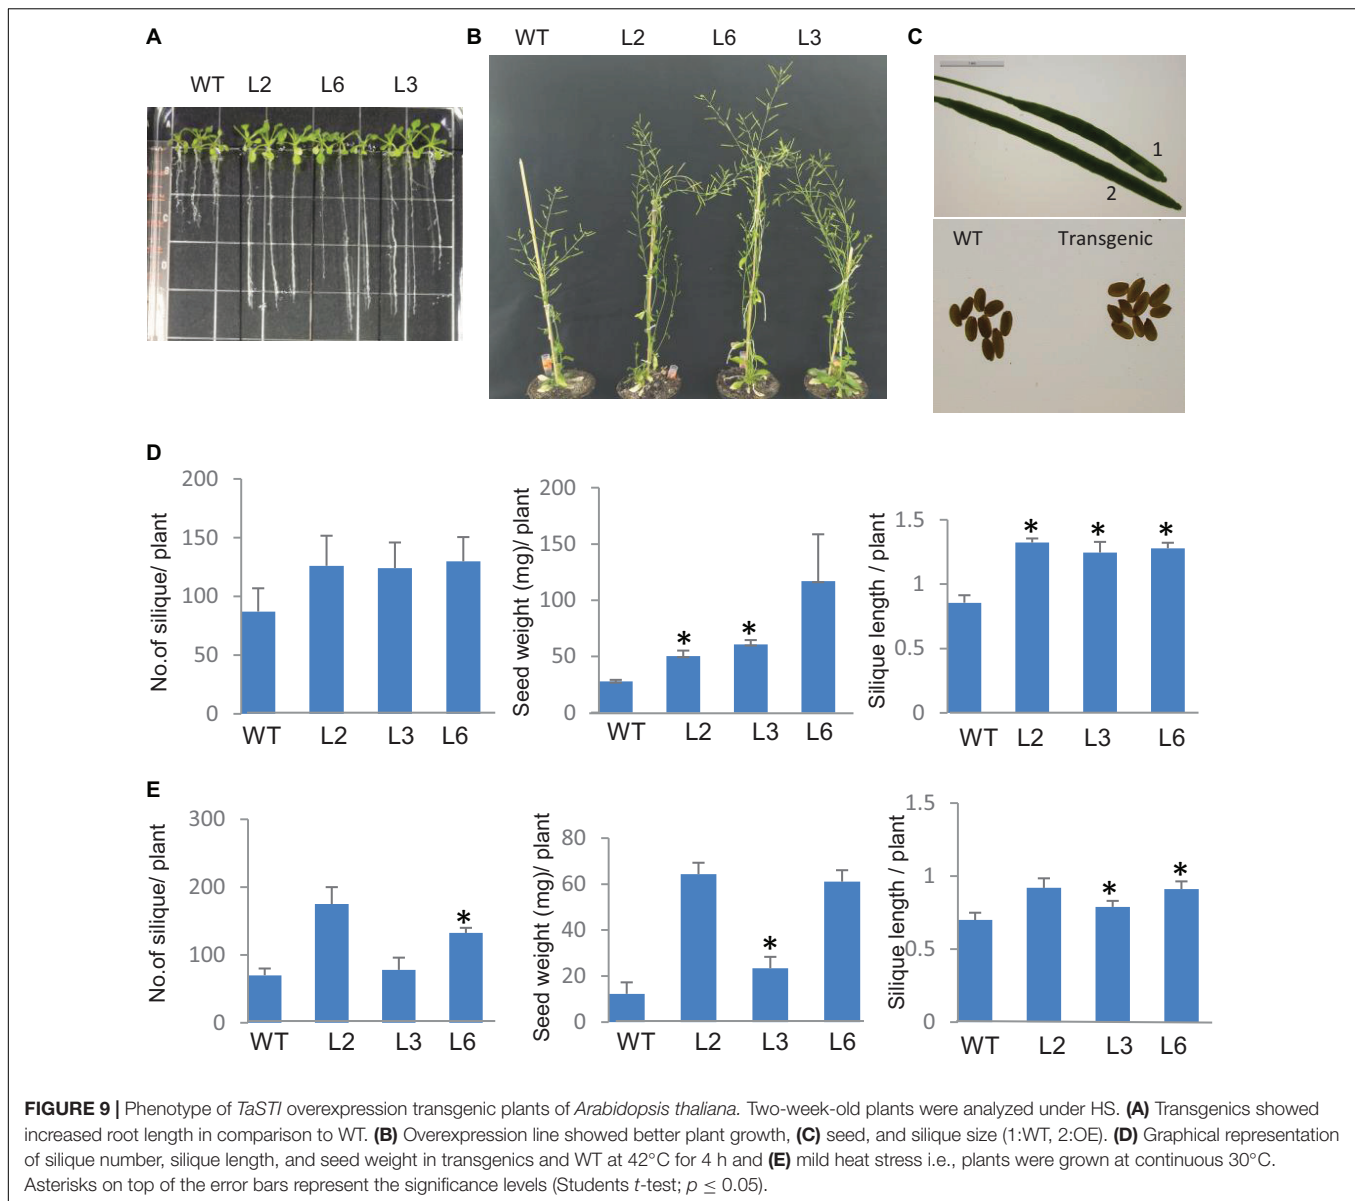 A
WT L2 L6 L3
B
WT L2 L6 L3
C
1
2
WT Transgenic
D
No.of silique/ plant
200
150
100
50
0
WT L2 L3 L6
Seed weight (mg)/ plant
200
150
100
50
0
* *
WT L2 L3 L6
Silique length / plant
1.5
1
0.5
0
* * *
WT L2 L3 L6
E
No.of silique/ plant
300
200
100
0
*
WT L2 L3 L6
Seed weight (mg)/ plant
80
60
40
20
0
*
WT L2 L3 L6
Silique length / plant
1.5
1
0.5
0
* *
WT L2 L3 L6
FIGURE 9 | Phenotype of TaSTI overexpression transgenic plants of Arabidopsis thaliana. Two-week-old plants were analyzed under HS. (A) Transgenics showed
increased root length in comparison to WT. (B) Overexpression line showed better plant growth, (C) seed, and silique size (1:WT, 2:OE). (D) Graphical representation
of silique number, silique length, and seed weight in transgenics and WT at 42°C for 4 h and (E) mild heat stress i.e., plants were grown at continuous 30°C.
Asterisks on top of the error bars represent the significance levels (Students t-test; p ≤ 0.05).